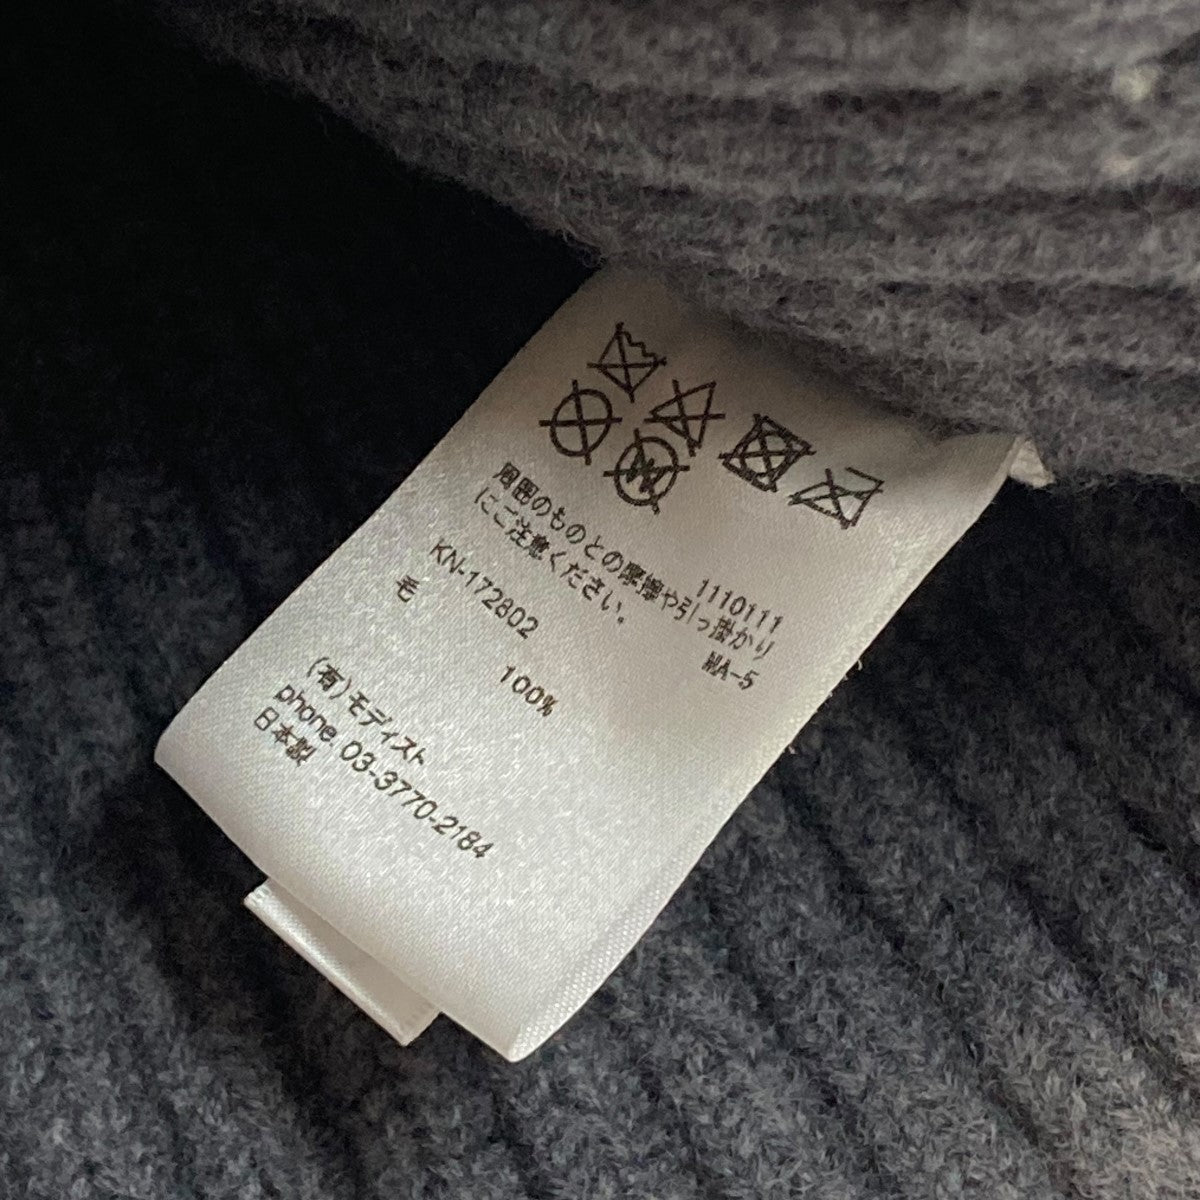 1110111
周囲のものとの摩擦や引っ掛かり
にご注意ください。
MA-5
KN-172802
毛 100%
(有)モディスト
phone. 03-3770-2184
日本製